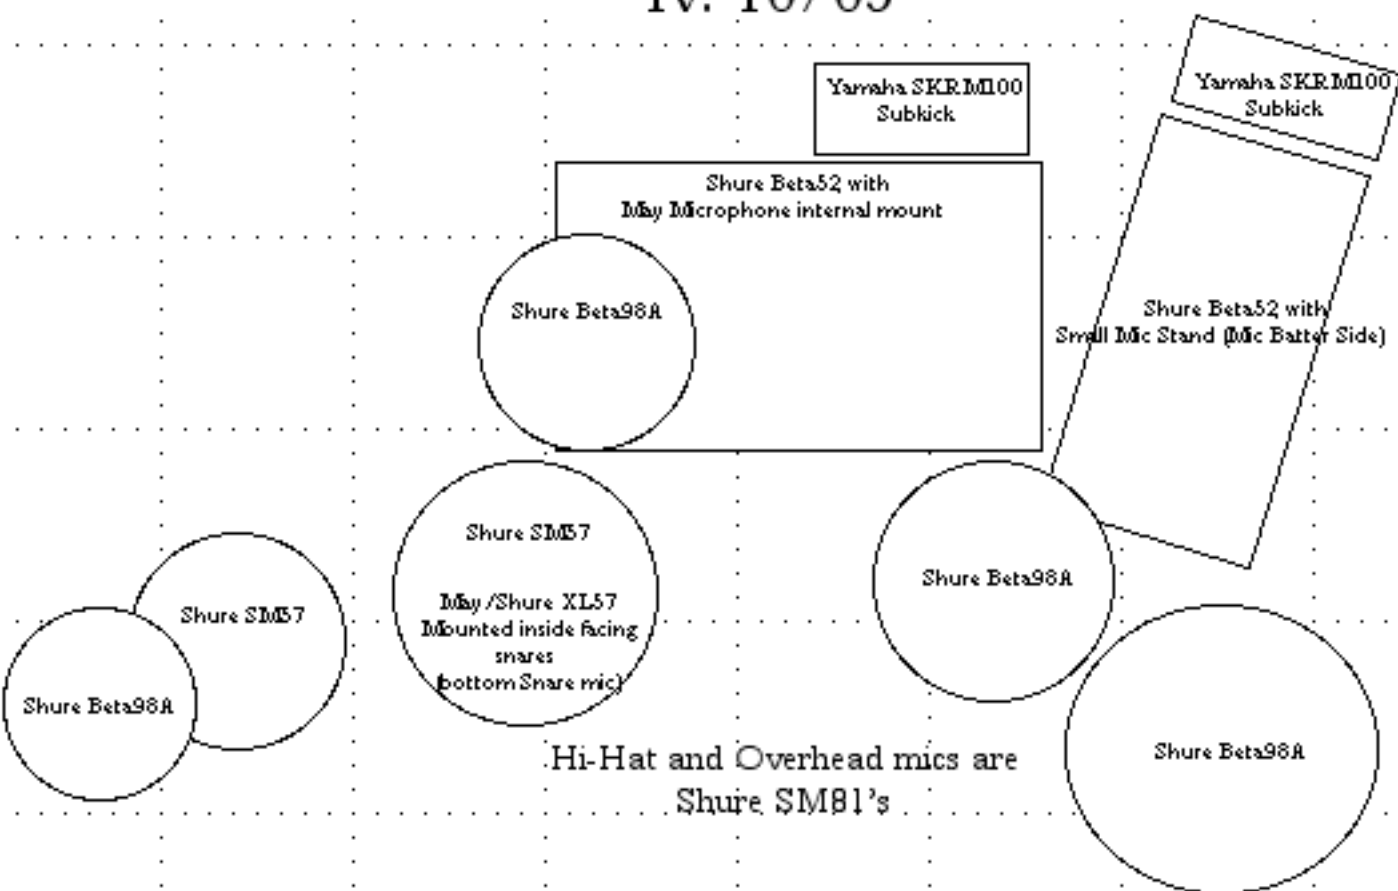 Yamaha SKRM100
Subkick
Yamaha SKRM100
Subkick
Shure Beta52 with
May Microphone internal mount
Shure Beta98A
Shure Beta52 with
Small Mic Stand (Mic Batter Side)
Shure SM57
May/Shure XL57
Mounted inside facing
snares
(bottom Snare mic)
Shure Beta98A
Shure SM57
Shure Beta98A
Shure Beta98A
Hi-Hat and Overhead mics are
Shure SM81's